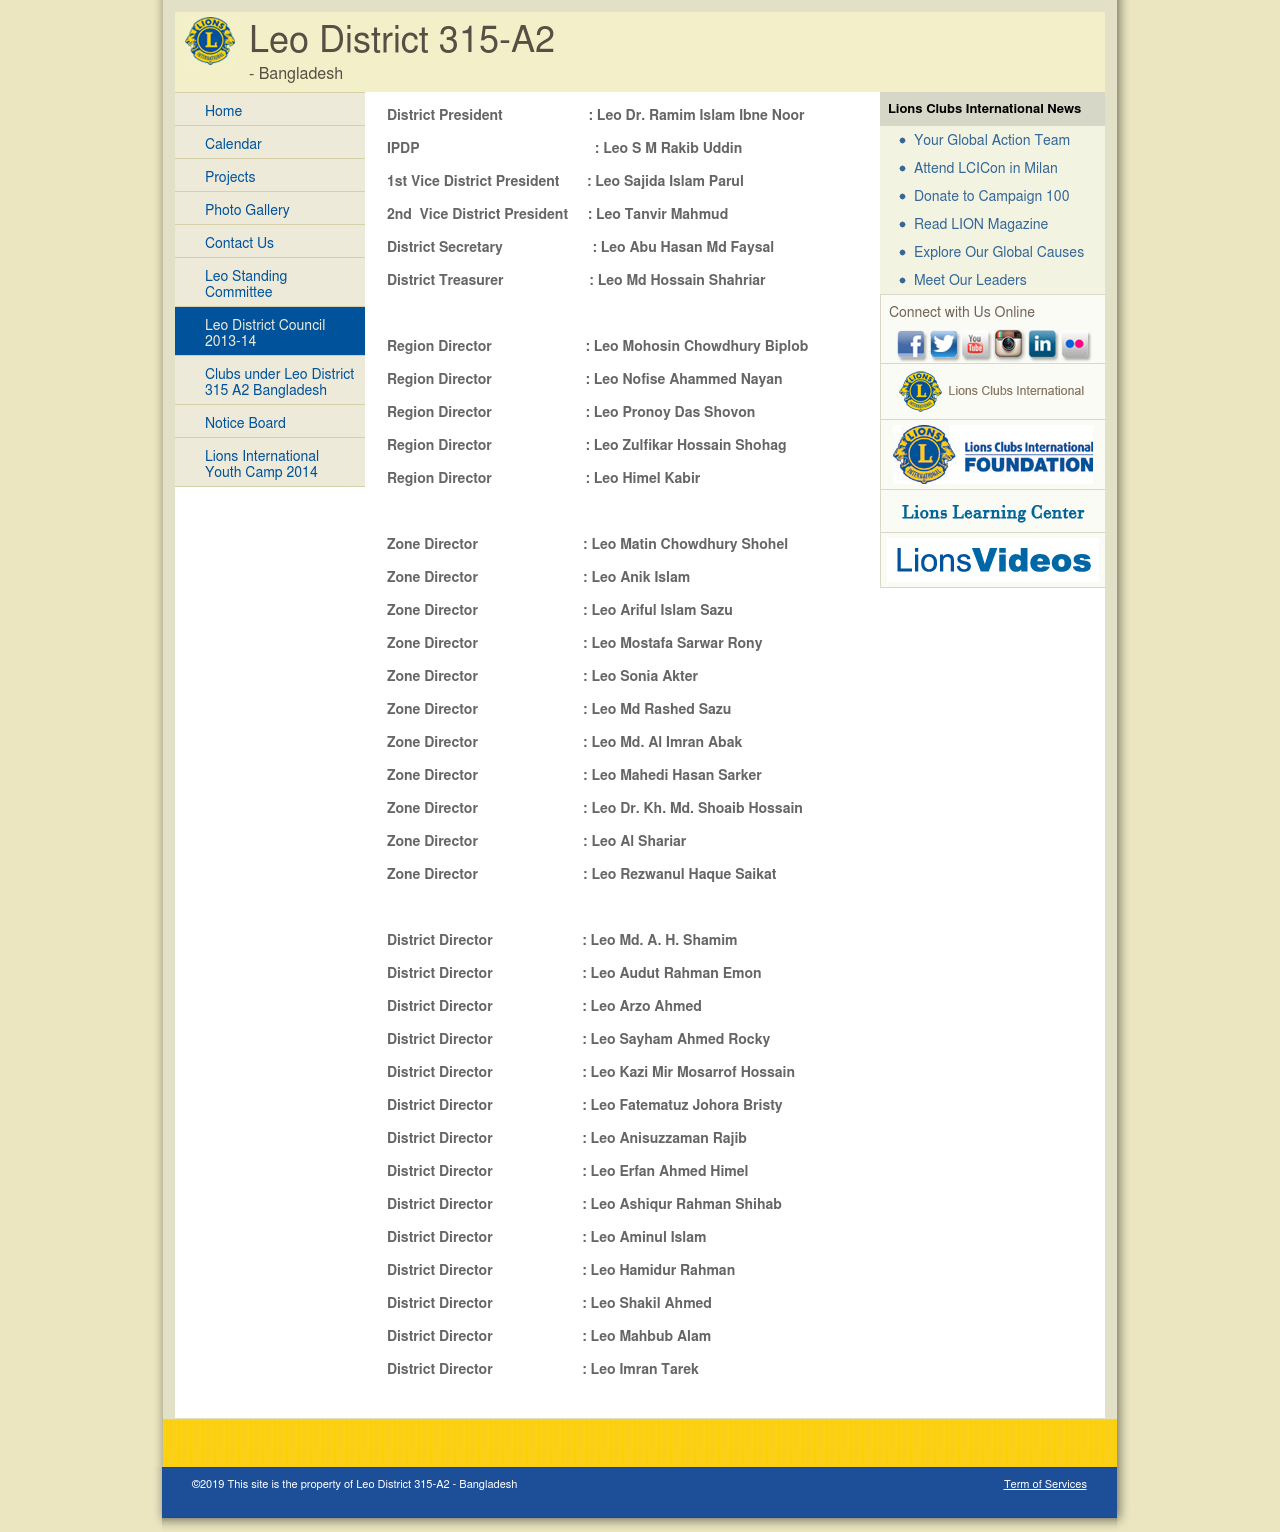 Leo District 315-A2
- Bangladesh
Home
Calendar
Projects
Photo Gallery
Contact Us
Leo Standing
Committee
Leo District Council
2013-14
Clubs under Leo District
315 A2 Bangladesh
Notice Board
Lions International
Youth Camp 2014
District President : Leo Dr. Ramim Islam Ibne Noor
IPDP : Leo S M Rakib Uddin
1st Vice District President : Leo Sajida Islam Parul
2nd Vice District President : Leo Tanvir Mahmud
District Secretary : Leo Abu Hasan Md Faysal
District Treasurer : Leo Md Hossain Shahriar
Region Director : Leo Mohosin Chowdhury Biplob
Region Director : Leo Nofise Ahammed Nayan
Region Director : Leo Pronoy Das Shovon
Region Director : Leo Zulfikar Hossain Shohag
Region Director : Leo Himel Kabir
Zone Director : Leo Matin Chowdhury Shohel
Zone Director : Leo Anik Islam
Zone Director : Leo Ariful Islam Sazu
Zone Director : Leo Mostafa Sarwar Rony
Zone Director : Leo Sonia Akter
Zone Director : Leo Md Rashed Sazu
Zone Director : Leo Md. Al Imran Abak
Zone Director : Leo Mahedi Hasan Sarker
Zone Director : Leo Dr. Kh. Md. Shoaib Hossain
Zone Director : Leo Al Shariar
Zone Director : Leo Rezwanul Haque Saikat
District Director : Leo Md. A. H. Shamim
District Director : Leo Audut Rahman Emon
District Director : Leo Arzo Ahmed
District Director : Leo Sayham Ahmed Rocky
District Director : Leo Kazi Mir Mosarrof Hossain
District Director : Leo Fatematuz Johora Bristy
District Director : Leo Anisuzzaman Rajib
District Director : Leo Erfan Ahmed Himel
District Director : Leo Ashiqur Rahman Shihab
District Director : Leo Aminul Islam
District Director : Leo Hamidur Rahman
District Director : Leo Shakil Ahmed
District Director : Leo Mahbub Alam
District Director : Leo Imran Tarek
Lions Clubs International News
Your Global Action Team
Attend LCICon in Milan
Donate to Campaign 100
Read LION Magazine
Explore Our Global Causes
Meet Our Leaders
Connect with Us Online
You
Tube
in
LIONS
L
INTERNATIONAL
Lions Clubs International
LIONS
L
INTERNATIONAL
Lions Clubs International
FOUNDATION
Lions Learning Center
LionsVideos
©2019 This site is the property of Leo District 315-A2 - Bangladesh
Term of Services